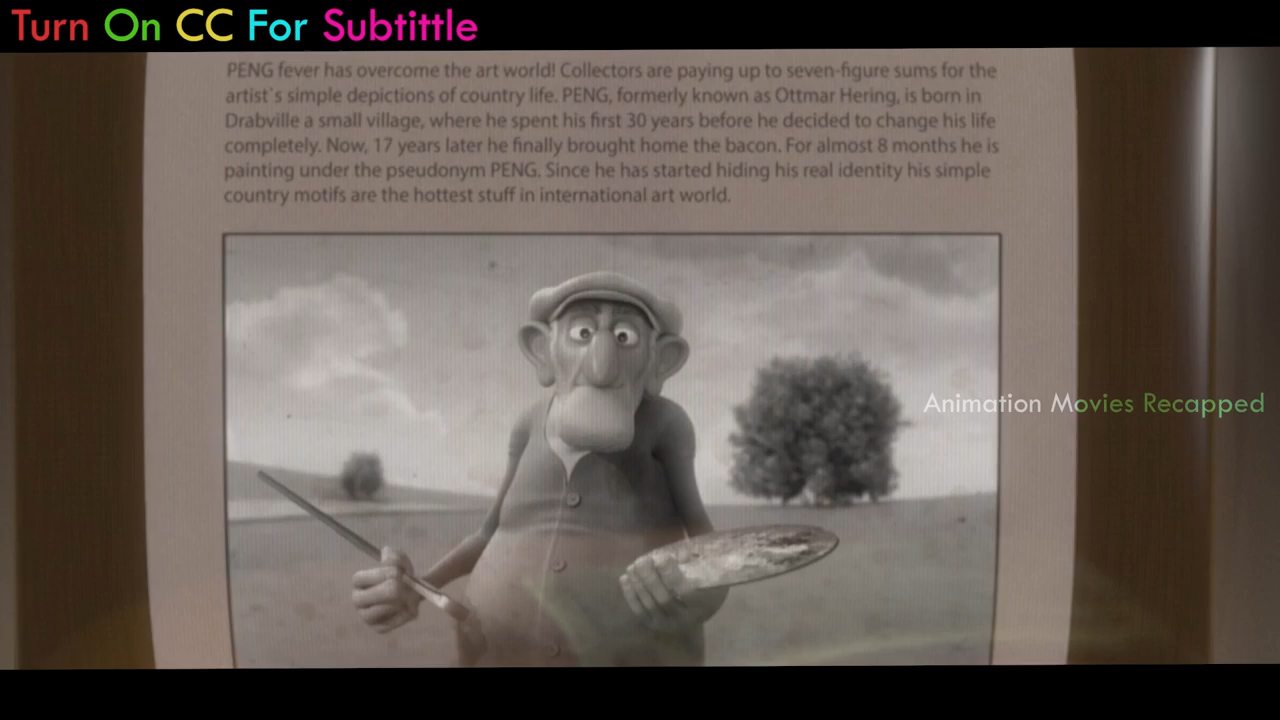 Turn On CC For Subtittle
PENG fever has overcome the art world! Collectors are paying up to seven-figure sums for the
artist`s simple depictions of country life. PENG, formerly known as Ottmar Hering, is born in
Drabville a small village, where he spent his first 30 years before he decided to change his life
completely. Now, 17 years later he finally brought home the bacon. For almost 8 months he is
painting under the pseudonym PENG. Since he has started hiding his real identity his simple
country motifs are the hottest stuff in international art world.
Animation Movies Recapped